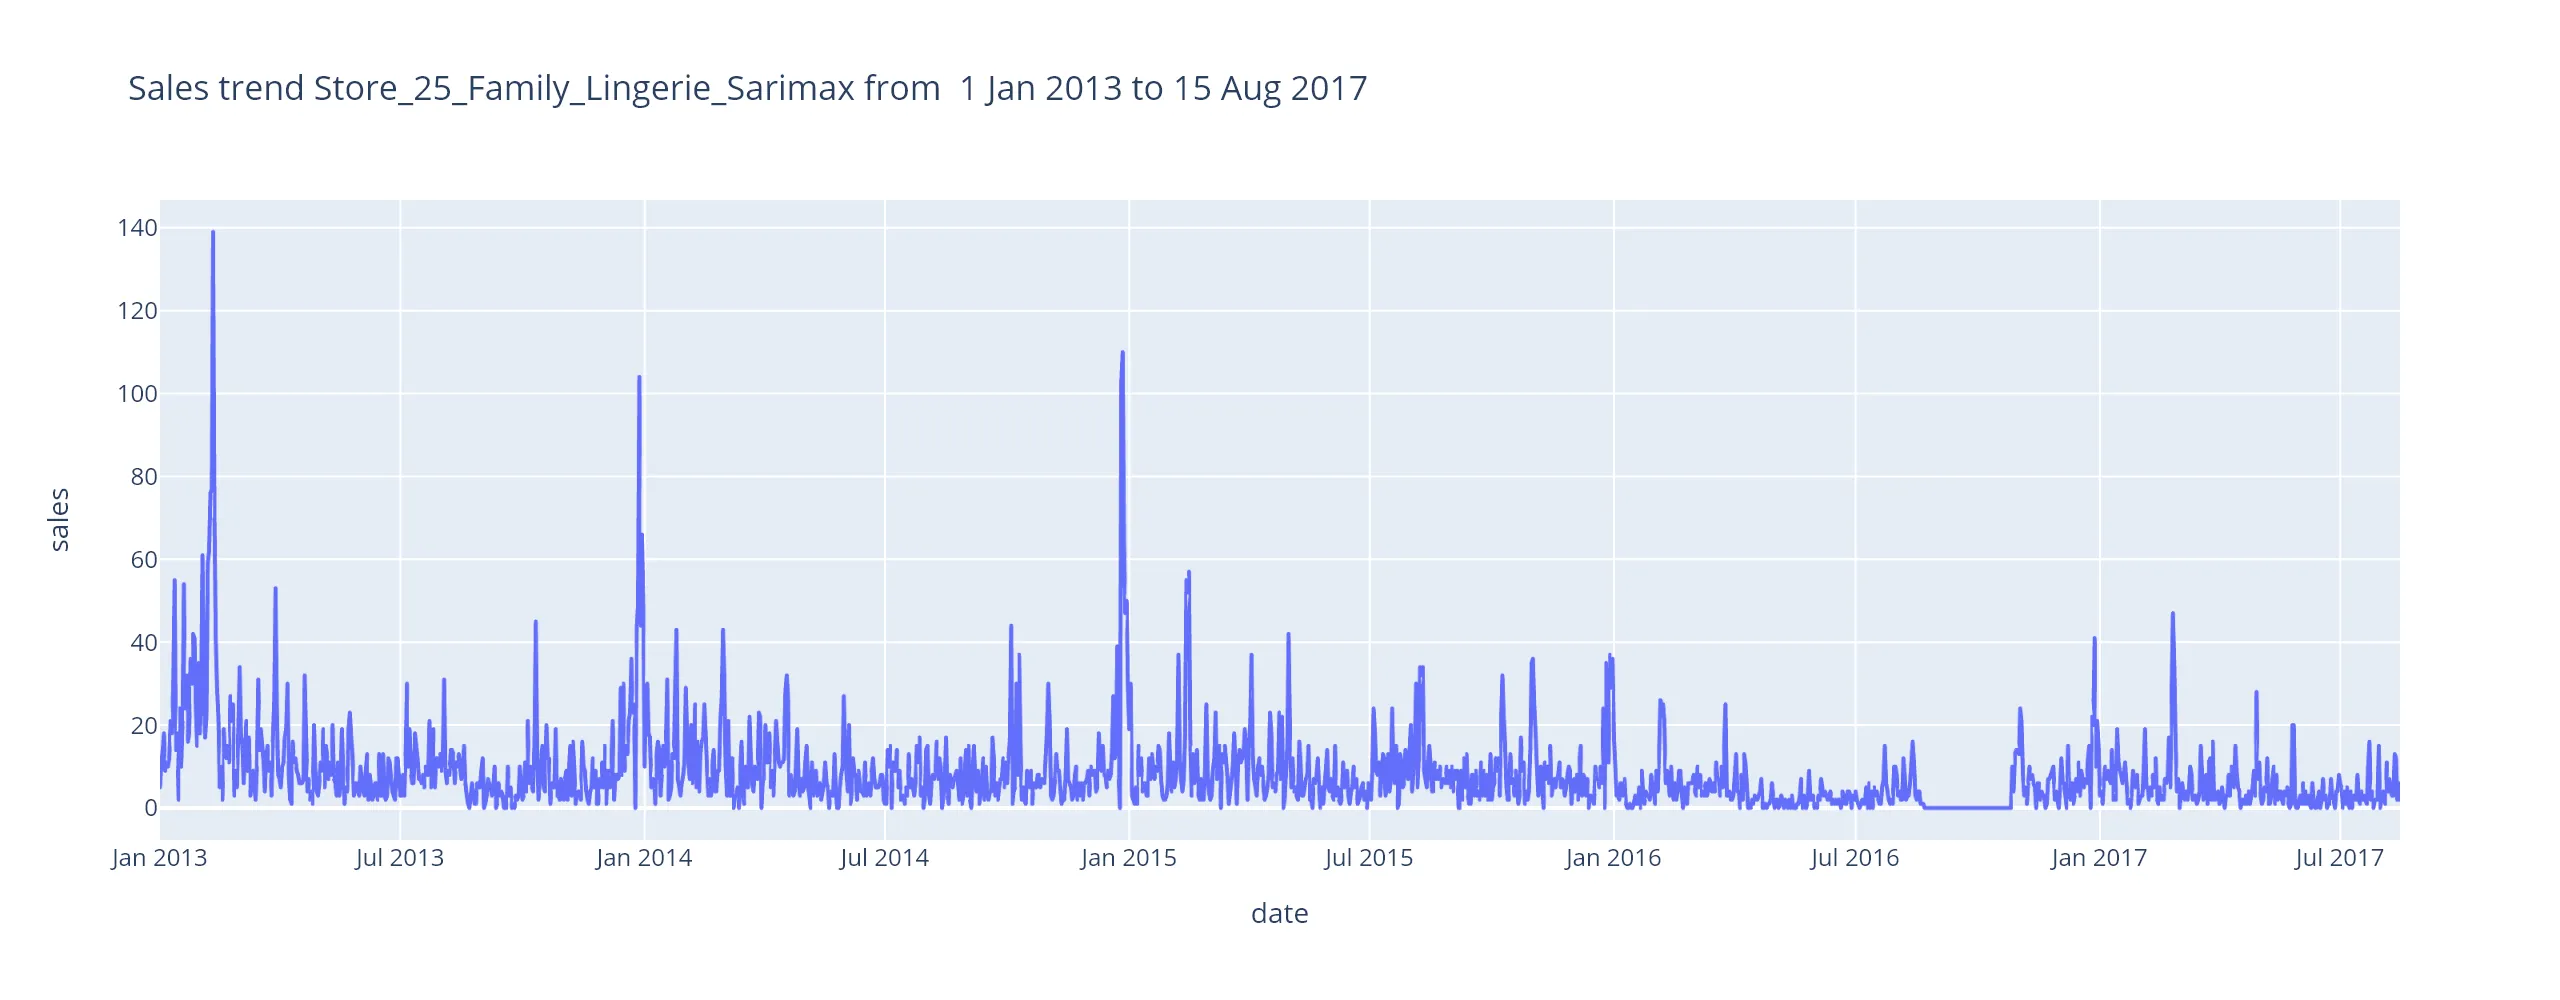 Sales trend Store_25_Family_Lingerie_Sarimax from  1 Jan 2013 to 15 Aug 2017
140
120
100
80
60
40
20
0
sales
Jan 2013 Jul 2013 Jan 2014 Jul 2014 Jan 2015 Jul 2015 Jan 2016 Jul 2016 Jan 2017 Jul 2017
date